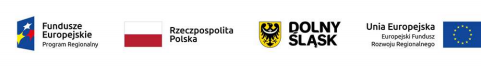 Fundusze
Europejskie
Program Regionalny
Rzeczpospolita
Polska
DOLNY
ŚLĄSK
Unia Europejska
Europejski Fundusz
Rozwoju Regionalnego